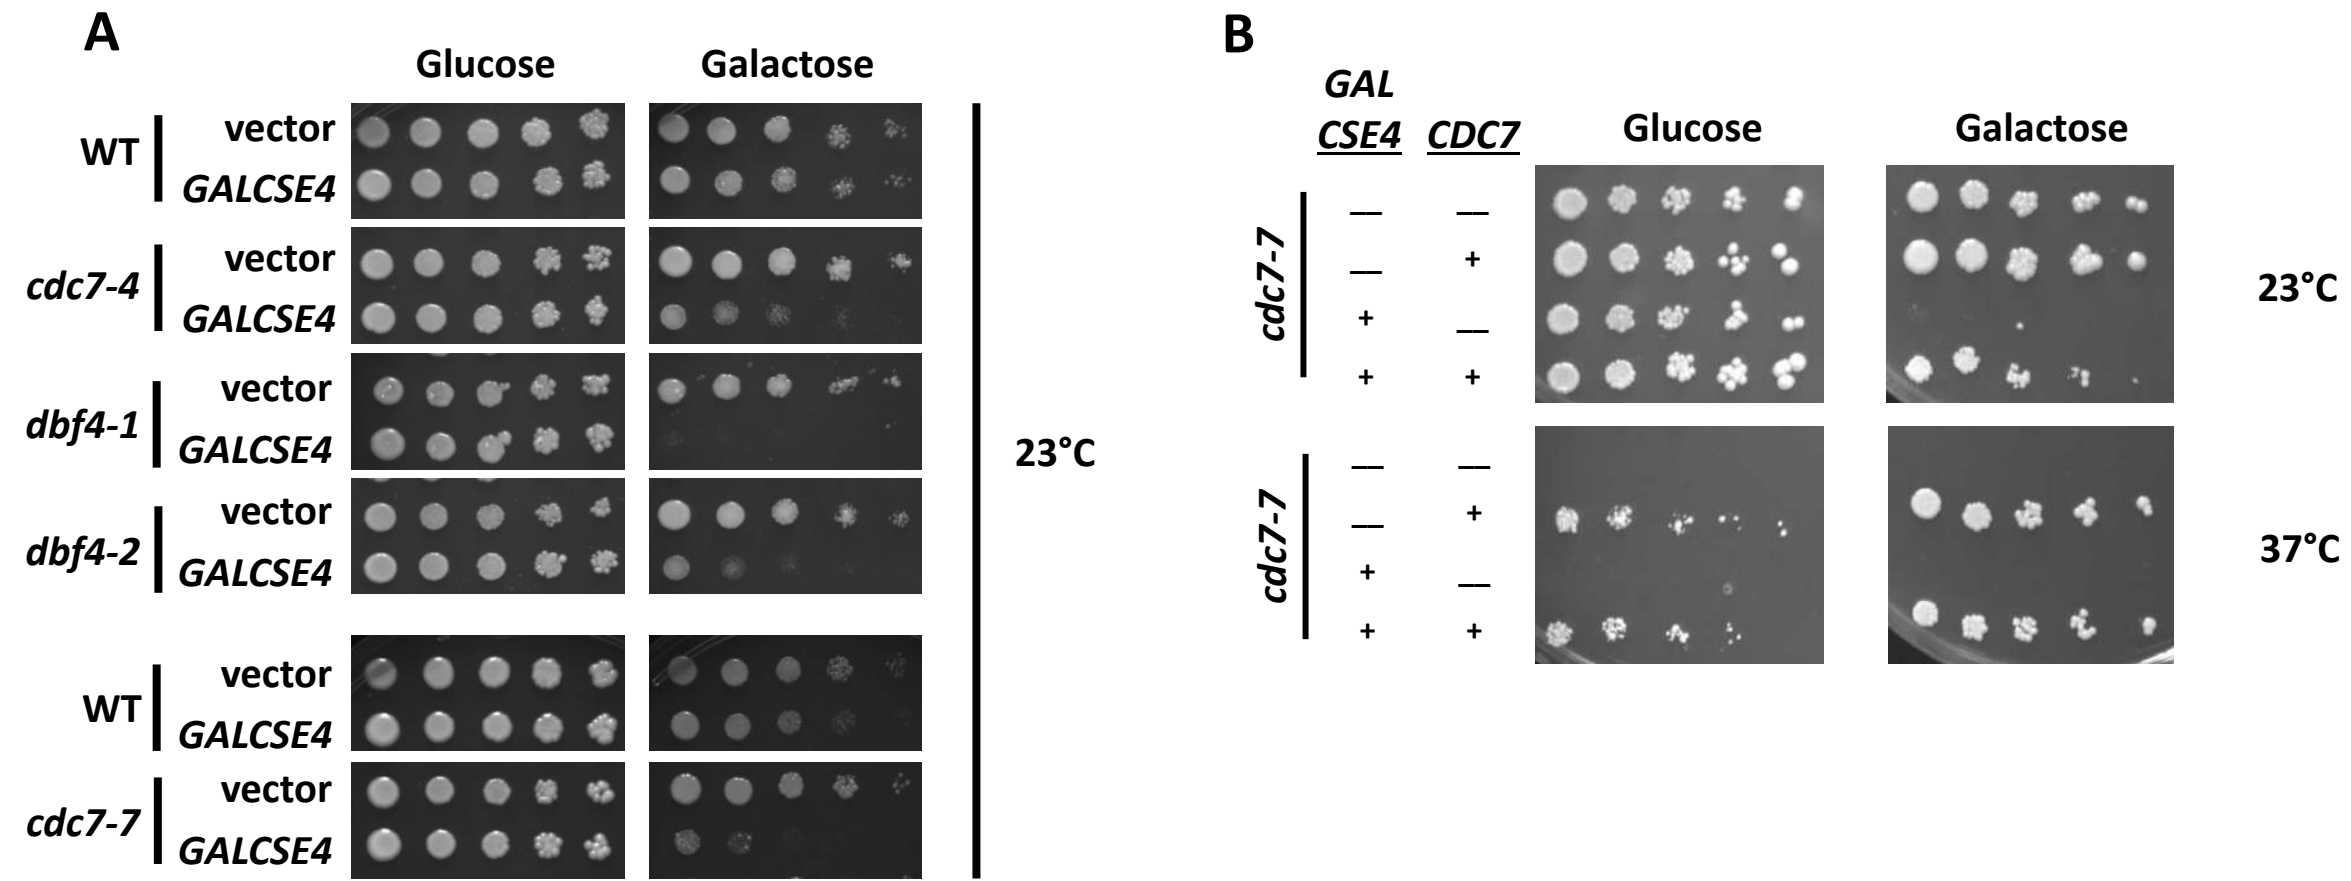 A
Glucose Galactose
WT
vector
GALCSE4
cdc7-4
vector
GALCSE4
dbf4-1
vector
GALCSE4
dbf4-2
vector
GALCSE4
WT
vector
GALCSE4
cdc7-7
vector
GALCSE4
23°C
B
GAL
CSE4 CDC7 Glucose Galactose
cdc7-7
— —
— +
+ —
+ +
23°C
cdc7-7
— —
— +
+ —
+ +
37°C